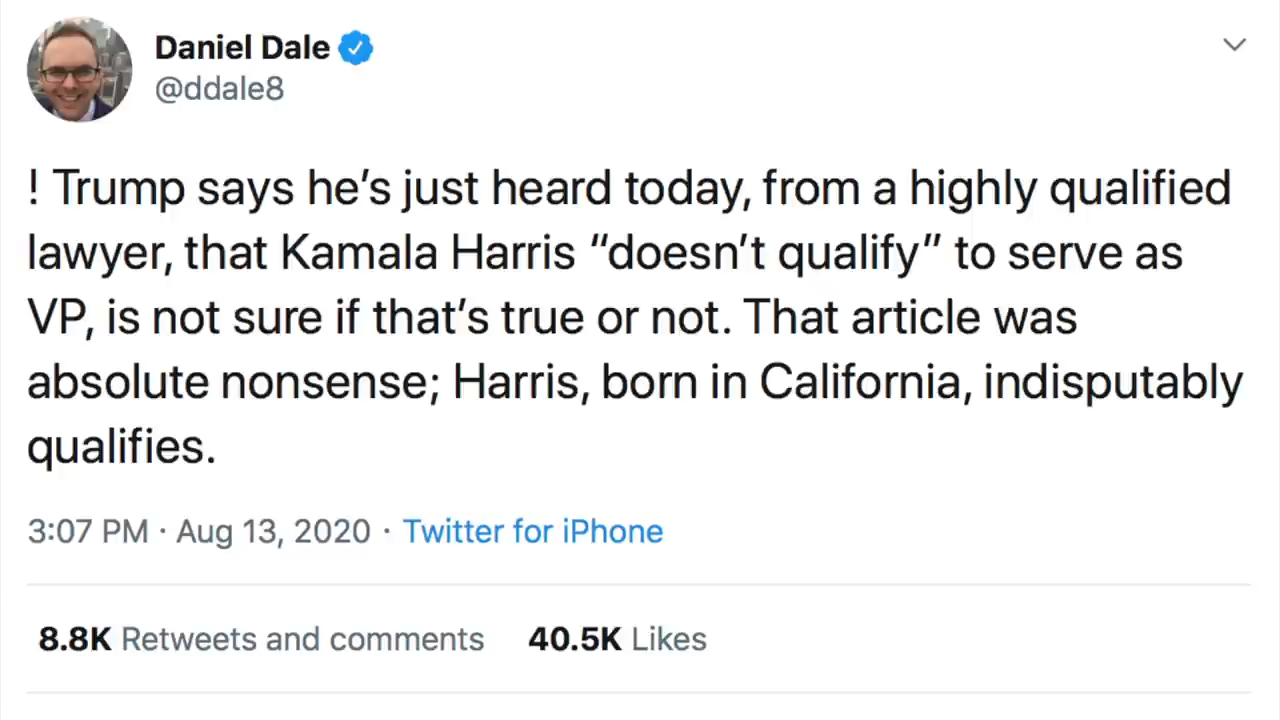 Daniel Dale
@ddale8
! Trump says he’s just heard today, from a highly qualified
lawyer, that Kamala Harris “doesn’t qualify” to serve as
VP, is not sure if that’s true or not. That article was
absolute nonsense; Harris, born in California, indisputably
qualifies.
3:07 PM · Aug 13, 2020 · Twitter for iPhone
8.8K Retweets and comments 40.5K Likes